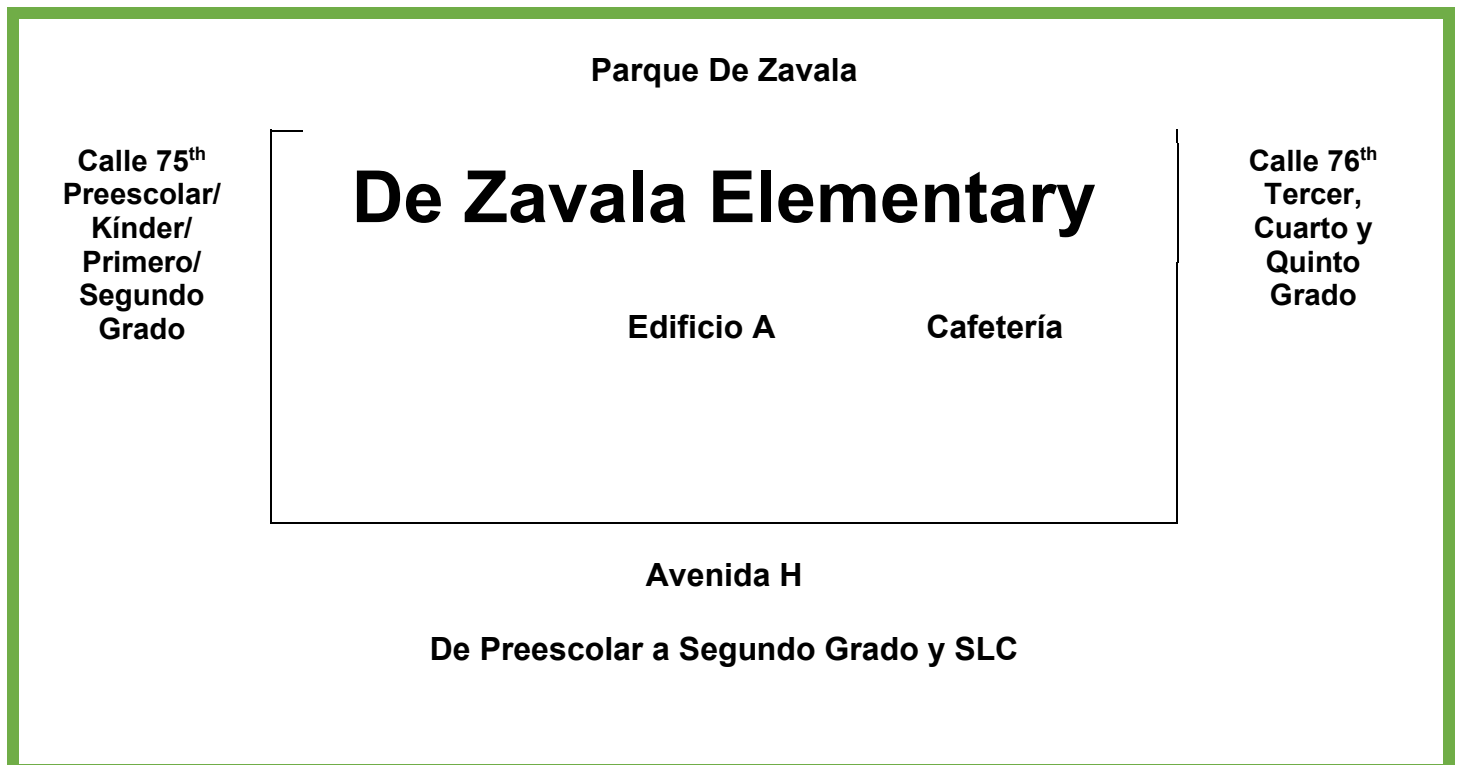 Parque De Zavala
Calle 75th
Preescolar/
Kínder/
Primero/
Segundo
Grado
De Zavala Elementary
Edificio A
Cafetería
Calle 76th
Tercer,
Cuarto y
Quinto
Grado
Avenida H
De Preescolar a Segundo Grado y SLC